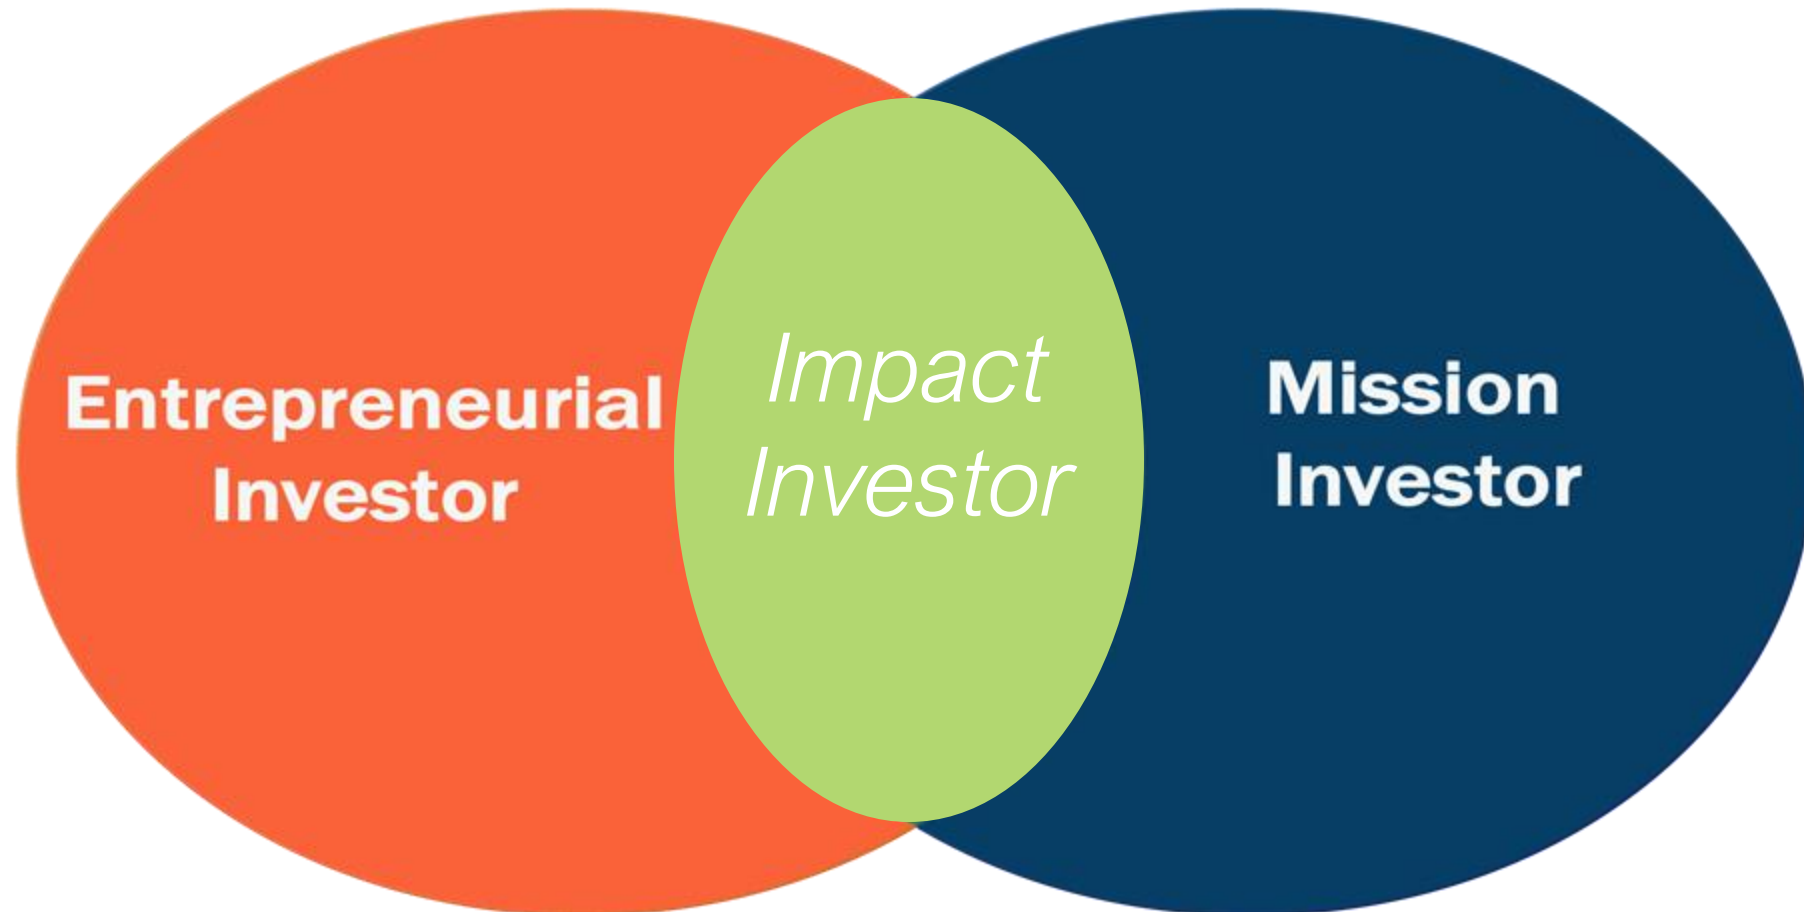 Entrepreneurial
Investor
Impact
Investor
Mission
Investor